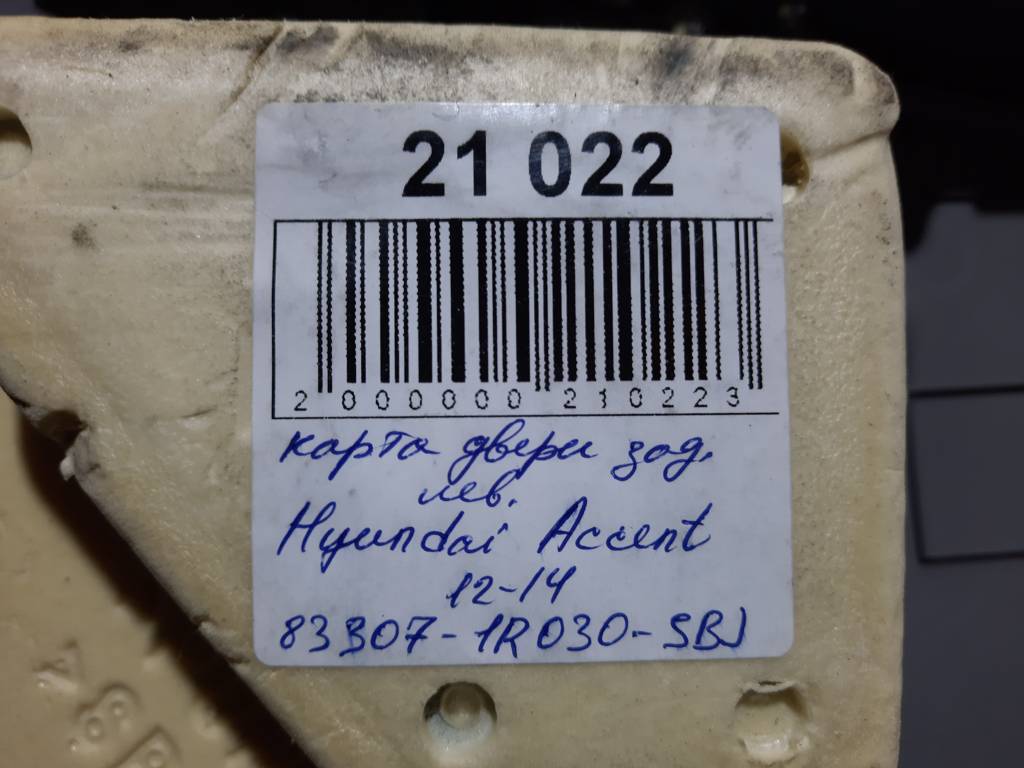 21 022
2 000000 210223
карта двери зад.
лев.
Hyundai Accent
12-14
83307-1R030-SBJ